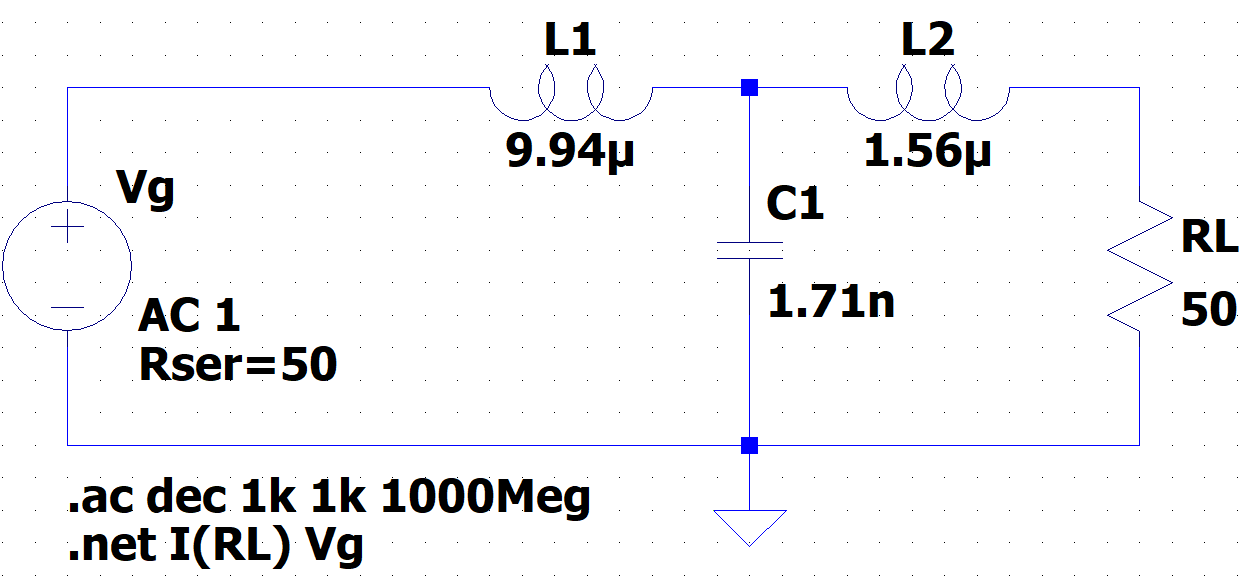 L1
L2
9.94µ
1.56µ
Vg
C1
RL
AC 1
1.71n
50
Rser=50
.ac dec 1k 1k 1000Meg
.net I(RL) Vg